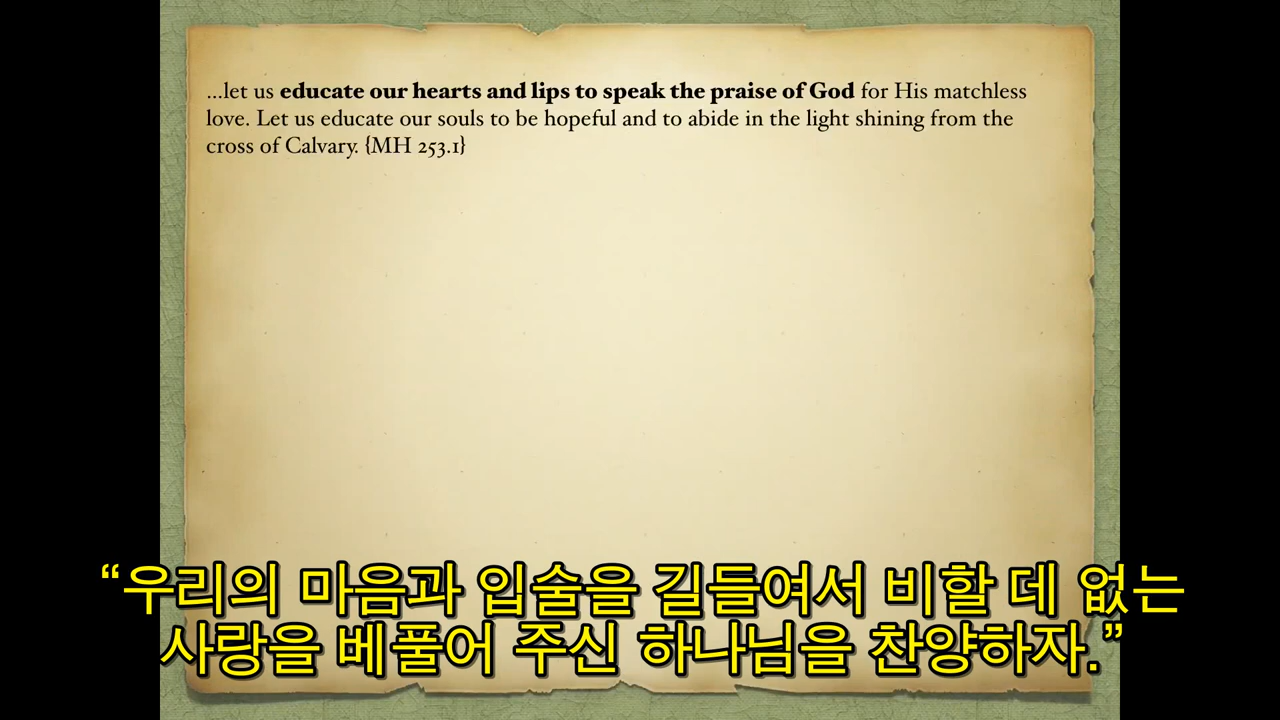 ...let us educate our hearts and lips to speak the praise of God for His matchless
love. Let us educate our souls to be hopeful and to abide in the light shining from the
cross of Calvary. {MH 253.1}
“우리의 마음과 입술을 길들여서 비할 데 없는
사랑을 베풀어 주신 하나님을 찬양하자.”